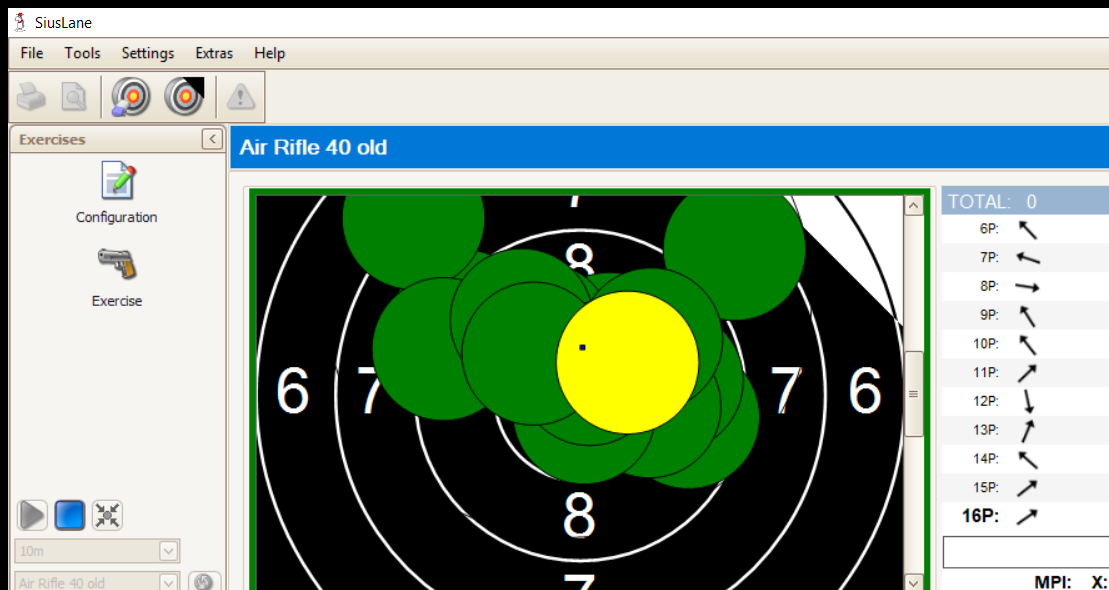 SiusLane
File Tools Settings Extras Help
Exercises
Air Rifle 40 old
Configuration
Exercise
10m
Air Rifle 40 old
7
8
6 7 7 6
8
7
TOTAL: 0
6P:
7P:
8P:
9P:
10P:
11P:
12P:
13P:
14P:
15P:
16P:
MPI: X: